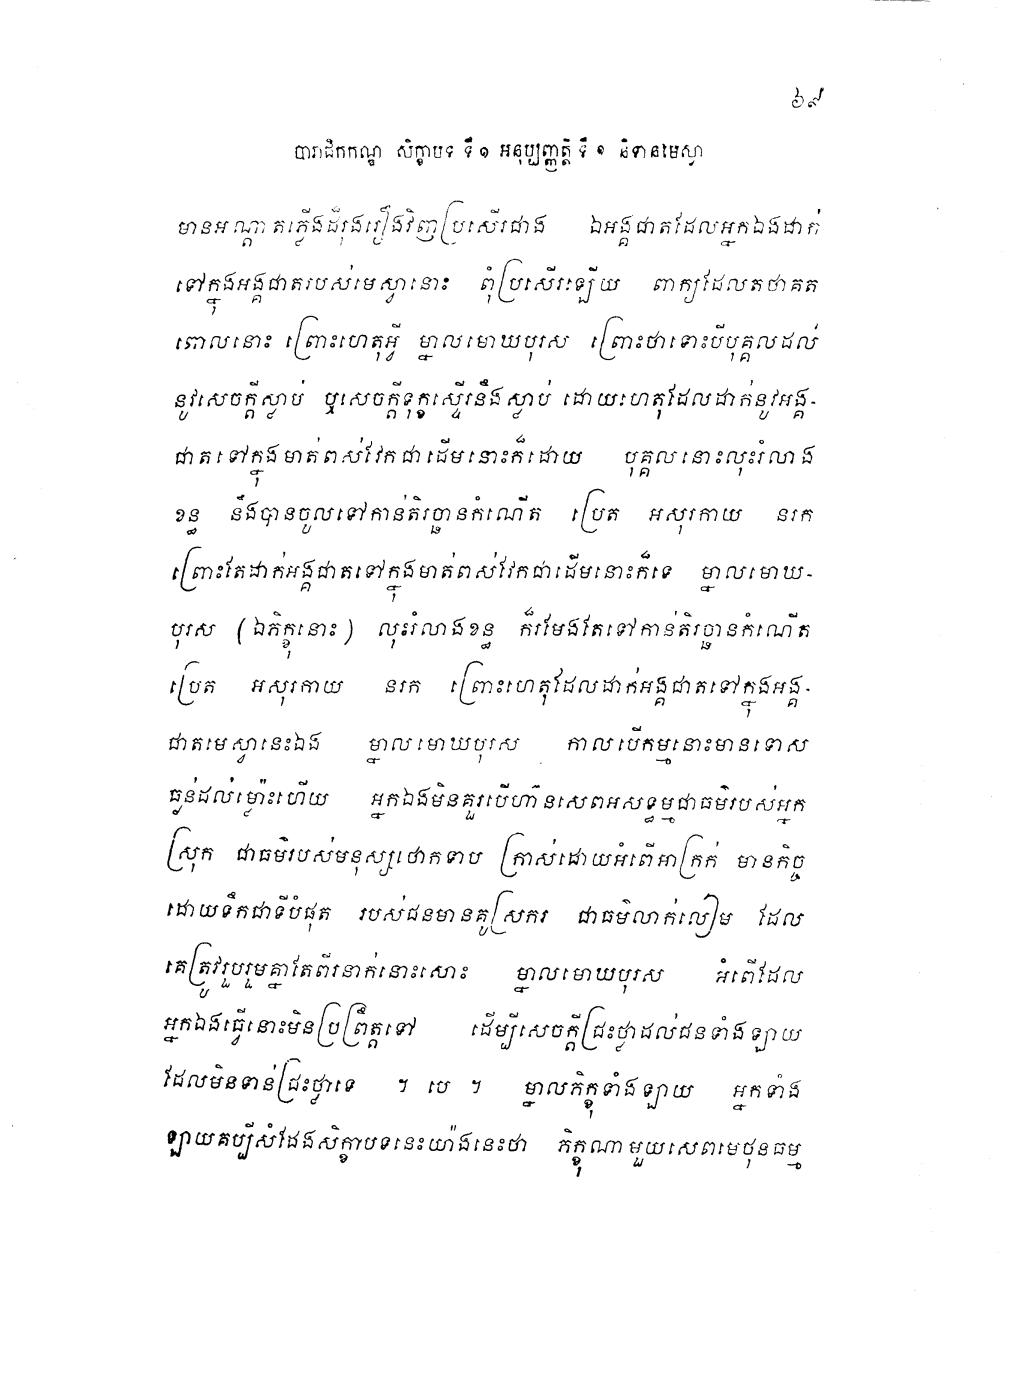 ៦៩
បារាជិកកណ្ឌ សិក្ខាបទ ទី ១ អនុប្បញ្ញត្តិ ទី ១ និទានមេស្វា
មានអណ្តាតភ្លើងដ៏រុងរឿងវិញប្រសើរជាង ឯអង្គជាតដែលអ្នកឯងដាក់
ទៅក្នុងអង្គជាតរបស់មេស្វានោះ ពុំប្រសើរឡើយ ពាក្យដែលតថាគត
ពោលនោះ ព្រោះហេតុអ្វី ម្នាលមោឃបុរស ព្រោះថាទោះបីបុគ្គលដល់
នូវសេចក្តីស្លាប់ ឬសេចក្តីទុក្ខស្ទើរនឹងស្លាប់ ដោយហេតុដែលដាក់នូវអង្គ-
ជាតទៅក្នុងមាត់ពស់វែកជាដើមនោះក៏ដោយ បុគ្គលនោះលុះរំលាង
ខន្ធ នឹងបានចូលទៅកាន់តិរច្ឆានកំណើត ប្រេត អសុរកាយ នរក
ព្រោះតែដាក់អង្គជាតទៅក្នុងមាត់ពស់វែកជាដើមនោះក៏ទេ ម្នាលមោឃ-
បុរស (ឯភិក្ខុនោះ) លុះរំលាងខន្ធ ក៏រមែងតែទៅកាន់តិរច្ឆានកំណើត
ប្រេត អសុរកាយ នរក ព្រោះហេតុដែលដាក់អង្គជាតទៅក្នុងអង្គ-
ជាតមេស្វានេះឯង ម្នាលមោឃបុរស កាលបើកម្មនោះមានទោស
ធ្ងន់ដល់ម្ល៉ោះហើយ អ្នកឯងមិនគួរបើហ៊ានសេពអសទ្ធម្មជាធម៌របស់អ្នក
ស្រុក ជាធម៌របស់មនុស្សថោកទាប ក្រាស់ដោយអំពើអាក្រក់ មានកិច្ច
ដោយទឹកជាទីបំផុត របស់ជនមានគូស្រករ ជាធម៌លាក់លៀម ដែល
គេត្រូវរួបរួមគ្នាតែពីរនាក់នោះសោះ ម្នាលមោឃបុរស អំពើដែល
អ្នកឯងធ្វើនោះមិនប្រព្រឹត្តទៅ ដើម្បីសេចក្តីជ្រះថ្លាដល់ជនទាំងឡាយ
ដែលមិនទាន់ជ្រះថ្លាទេ ។ បេ ។ ម្នាលភិក្ខុទាំងឡាយ អ្នកទាំង
ឡាយគប្បីសំដែងសិក្ខាបទនេះយ៉ាងនេះថា ភិក្ខុណាមួយសេពមេថុនធម្ម